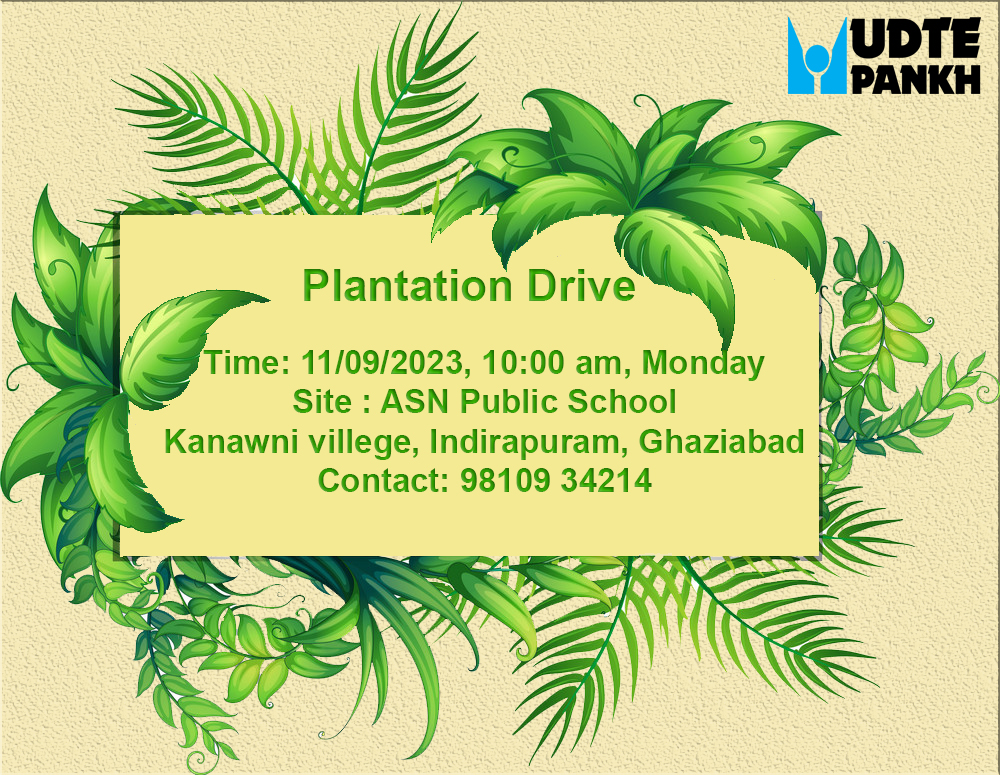 UDTE
PANKH
Plantation Drive
Time: 11/09/2023, 10:00 am, Monday
Site : ASN Public School
Kanawni villege, Indirapuram, Ghaziabad
Contact: 98109 34214